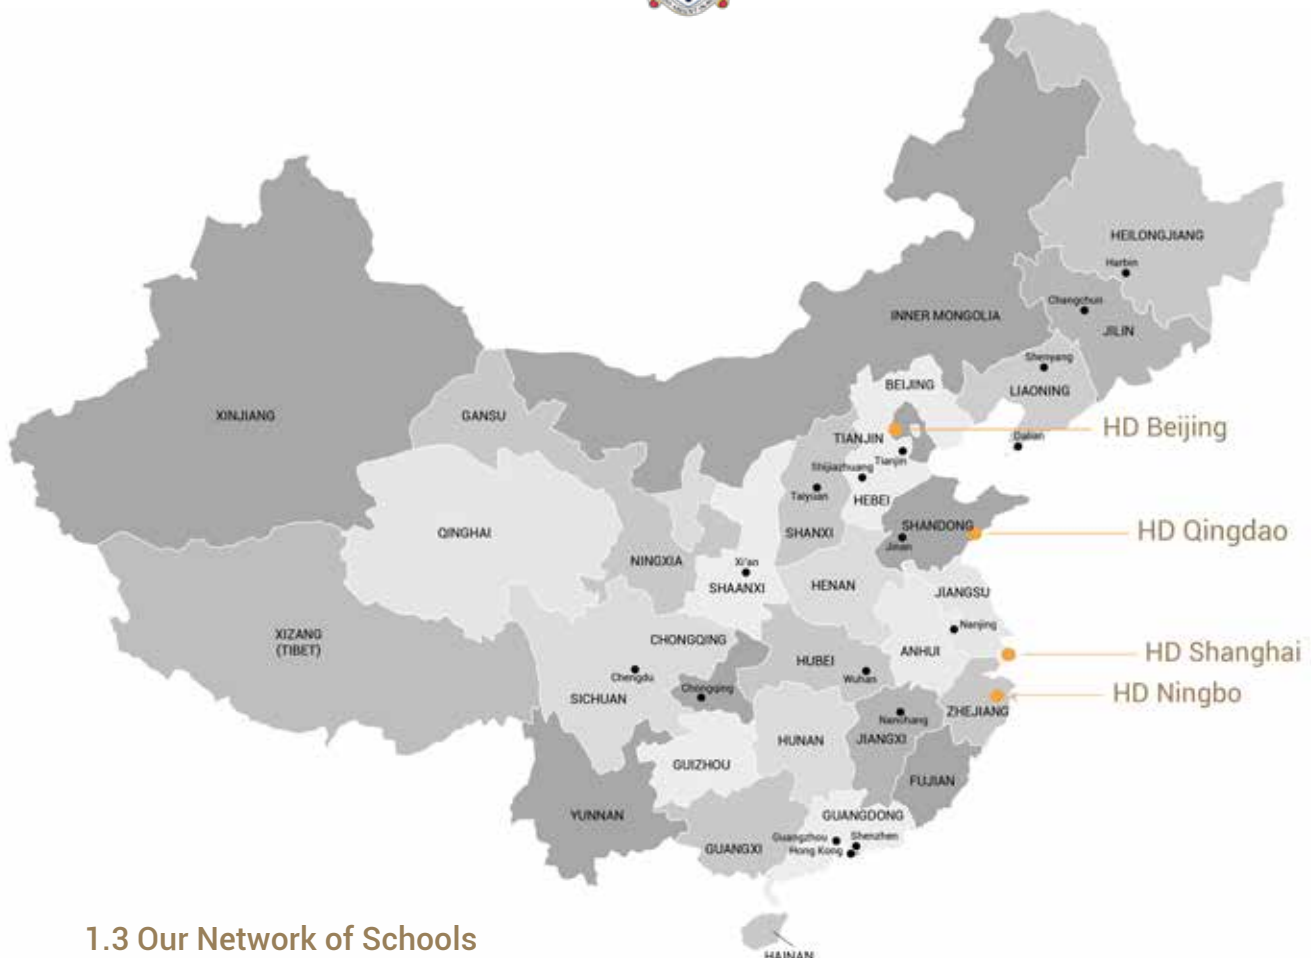 HEILONGJIANG
Harbin
Changchun
INNER MONGOLIA
JILIN
Shenyang
BEIJING
LIAONING
XINJIANG
GANSU
HD Beijing
TIANJIN
Dalian
Tianjin
Shijiazhuang
Taiyuan
HEBEI
SHANDONG
HD Qingdao
QINGHAI
SHANXI
Jinan
NINGXIA
Xi'an
SHAANXI
HENAN
JIANGSU
Nanjing
XIZANG
(TIBET)
CHONGQING
ANHUI
HD Shanghai
HUBEI
Wuhan
Chengdu
Chongqing
SICHUAN
HD Ningbo
ZHEJIANG
Nanchang
HUNAN
JIANGXI
GUIZHOU
FUJIAN
YUNNAN
GUANGDONG
Guangzhou
Shenzhen
GUANGXI
Hong Kong
1.3 Our Network of Schools
HAINAN